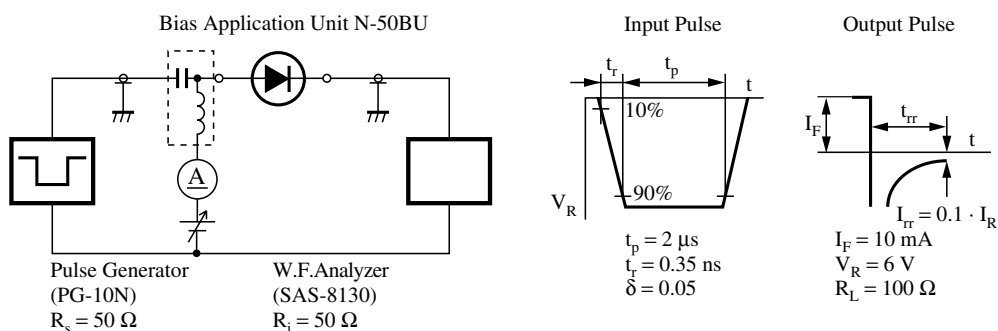 Bias Application Unit N-50BU
A
Pulse Generator
(PG-10N)
R_s = 50 Ω
W.F.Analyzer
(SAS-8130)
R_i = 50 Ω
Input Pulse
t_r
t_p
t
10%
90%
V_R
t_p = 2 μs
t_r = 0.35 ns
δ = 0.05
Output Pulse
I_F
t_rr
t
I_rr = 0.1 · I_R
I_F = 10 mA
V_R = 6 V
R_L = 100 Ω